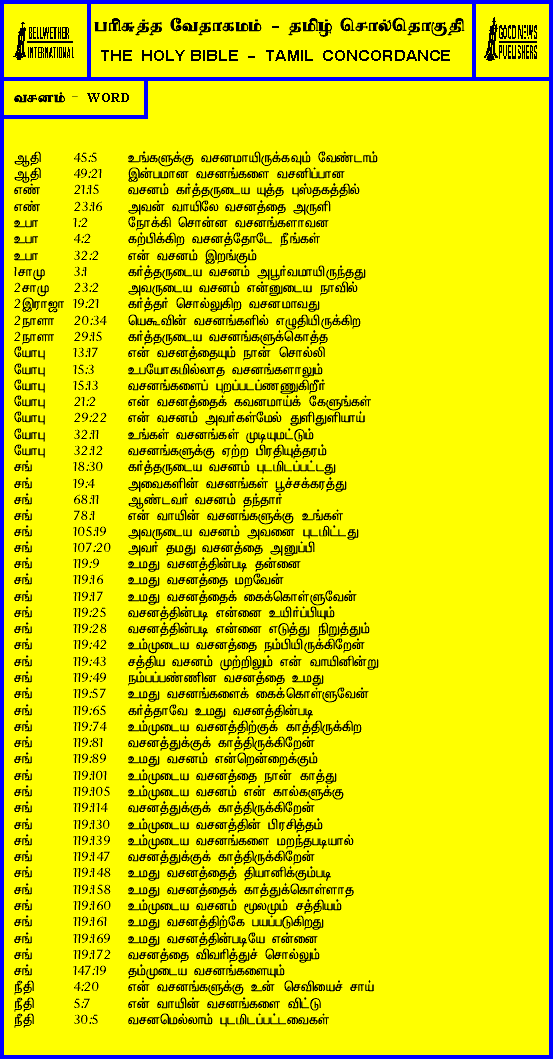 BELLWETHER
INTERNATIONAL
பரிசுத்த வேதாகமம் - தமிழ் சொல்தொகுதி
THE HOLY BIBLE - TAMIL CONCORDANCE
GOOD NEWS
PUBLISHERS
வசனம் - WORD
ஆதி 45:5 உங்களுக்கு வசனமாயிருக்கவும் வேண்டாம்
ஆதி 49:21 இன்பமான வசனங்களை வசனிப்பான
எண் 21:15 வசனம் கர்த்தருடைய யுத்த புஸ்தகத்தில்
எண் 23:16 அவன் வாயிலே வசனத்தை அருளி
உபா 1:2 நோக்கி சொன்ன வசனங்களாவன
உபா 4:2 கற்பிக்கிற வசனத்தோடே நீங்கள்
உபா 32:2 என் வசனம் இறங்கும்
1சாமு 3:1 கர்த்தருடைய வசனம் அபூர்வமாயிருந்தது
2சாமு 23:2 அவருடைய வசனம் என்னுடைய நாவில்
2இராஜா 19:21 கர்த்தர் சொல்லுகிற வசனமாவது
2நாளா 20:34 யெகூவின் வசனங்களில் எழுதியிருக்கிற
2நாளா 29:15 கர்த்தருடைய வசனங்களுக்கொத்த
யோபு 13:17 என் வசனத்தையும் நான் சொல்லி
யோபு 15:3 உபயோகமில்லாத வசனங்களாலும்
யோபு 15:13 வசனங்களைப் புறப்படப்ணணுகிறீர்
யோபு 21:2 என் வசனத்தைக் கவனமாய்க் கேளுங்கள்
யோபு 29:22 என் வசனம் அவர்கள்மேல் துளிதுளியாய்
யோபு 32:11 உங்கள் வசனங்கள் முடியுமட்டும்
யோபு 32:12 வசனங்களுக்கு ஏற்ற பிரதியுத்தரம்
சங் 18:30 கர்த்தருடைய வசனம் புடமிடப்பட்டது
சங் 19:4 அவைகளின் வசனங்கள் பூச்சக்கரத்து
சங் 68:11 ஆண்டவர் வசனம் தந்தார்
சங் 78:1 என் வாயின் வசனங்களுக்கு உங்கள்
சங் 105:19 அவருடைய வசனம் அவனை புடமிட்டது
சங் 107:20 அவர் தமது வசனத்தை அனுப்பி
சங் 119:9 உமது வசனத்தின்படி தன்னை
சங் 119:16 உமது வசனத்தை மறவேன்
சங் 119:17 உமது வசனத்தைக் கைக்கொள்ளுவேன்
சங் 119:25 வசனத்தின்படி என்னை உயிர்ப்பியும்
சங் 119:28 வசனத்தின்படி என்னை எடுத்து நிறுத்தும்
சங் 119:42 உம்முடைய வசனத்தை நம்பியிருக்கிறேன்
சங் 119:43 சத்திய வசனம் முற்றிலும் என் வாயினின்று
சங் 119:49 நம்பப்பண்ணின வசனத்தை உமது
சங் 119:57 உமது வசனங்களைக் கைக்கொள்ளுவேன்
சங் 119:65 கர்த்தாவே உமது வசனத்தின்படி
சங் 119:74 உம்முடைய வசனத்திற்குக் காத்திருக்கிற
சங் 119:81 வசனத்துக்குக் காத்திருக்கிறேன்
சங் 119:89 உமது வசனம் என்றென்றைக்கும்
சங் 119:101 உம்முடைய வசனத்தை நான் காத்து
சங் 119:105 உம்முடைய வசனம் என் கால்களுக்கு
சங் 119:114 வசனத்துக்குக் காத்திருக்கிறேன்
சங் 119:130 உம்முடைய வசனத்தின் பிரசித்தம்
சங் 119:139 உம்முடைய வசனங்களை மறந்தபடியால்
சங் 119:147 வசனத்துக்குக் காத்திருக்கிறேன்
சங் 119:148 உமது வசனத்தைத் தியானிக்கும்படி
சங் 119:158 உமது வசனத்தைக் காத்துக்கொள்ளாத
சங் 119:160 உம்முடைய வசனம் மூலமும் சத்தியம்
சங் 119:161 உமது வசனத்திற்கே பயப்படுகிறது
சங் 119:169 உமது வசனத்தின்படியே என்னை
சங் 119:172 வசனத்தை விவரித்துச் சொல்லும்
சங் 147:19 தம்முடைய வசனங்களையும்
நீதி 4:20 என் வசனங்களுக்கு உன் செவியைச் சாய்
நீதி 5:7 என் வாயின் வசனங்களை விட்டு
நீதி 30:5 வசனமெல்லாம் புடமிடப்பட்டவைகள்